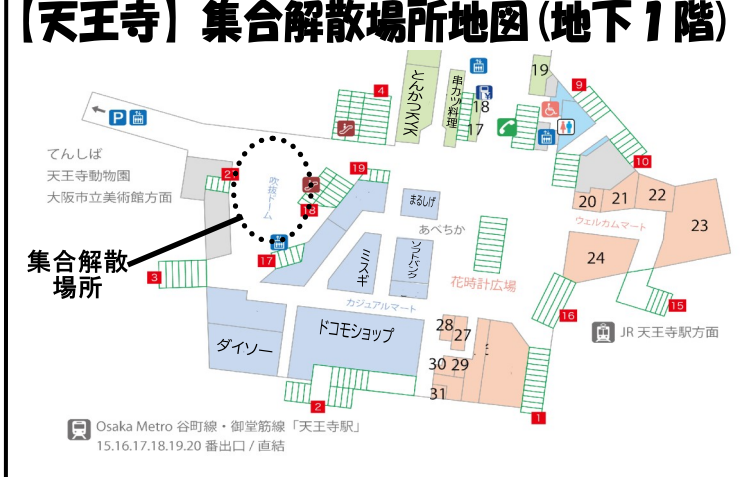 【天王寺】集合解散場所地図(地下1階)
19
9
4
とんかつKYK
串カツ料理
18
17
P
てんしば
天王寺動物園
大阪市立美術館方面
21
吹抜ドーム
18
19
10
まるしげ
あべちか
20
21
22
23
ウェルカムマート
24
集合解散
場所
17
3
ミスギ
ソフトバンク
花時計広場
カジュアルマート
15
16
JR 天王寺駅方面
ダイソー
ドコモショップ
28
27
30
29
31
2
1
Osaka Metro 谷町線・御堂筋線「天王寺駅」
15.16.17.18.19.20 番出口 / 直結